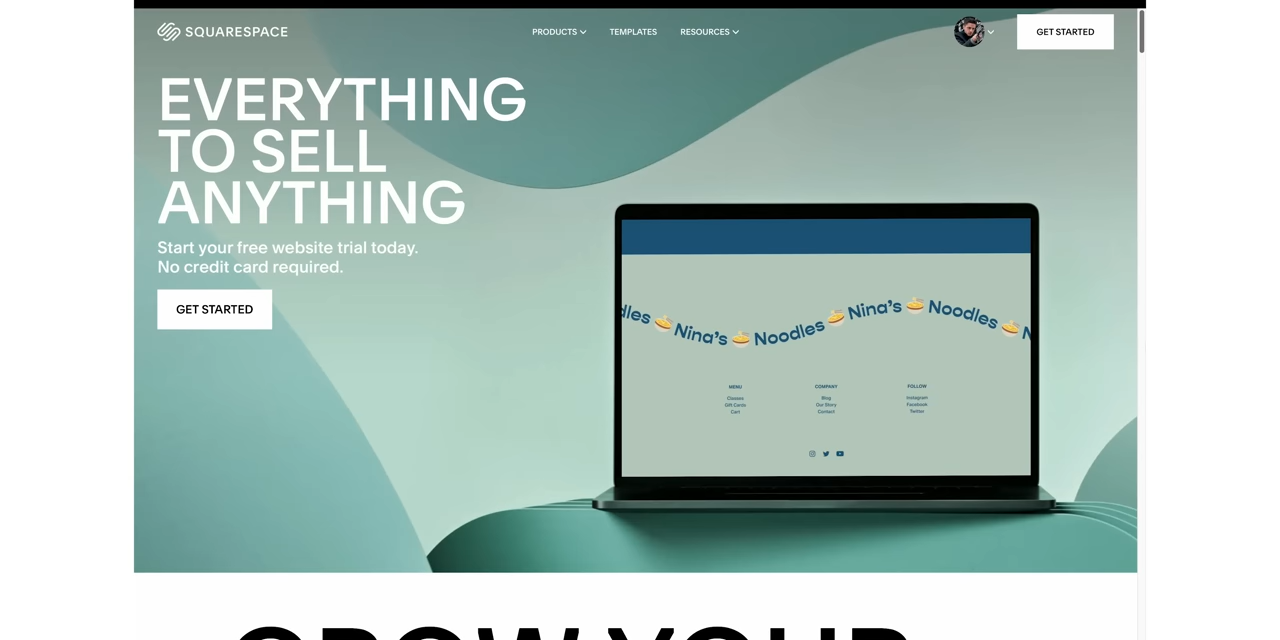 SQUARESPACE
PRODUCTS
TEMPLATES
RESOURCES
GET STARTED
EVERYTHING
TO SELL
ANYTHING
Start your free website trial today.
No credit card required.
GET STARTED
dles Nina's Noodles Nina's Noodles N
MENU
Classes
Gift Cards
Cart
COMPANY
Blog
Our Story
Contact
FOLLOW
Instagram
Facebook
Twitter
GROW YOUR